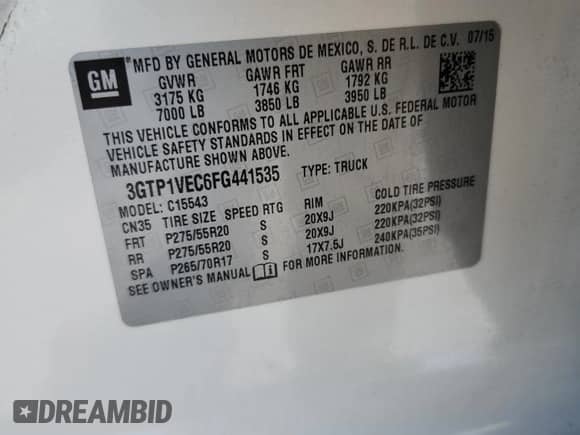 GM
MFD BY GENERAL MOTORS DE MEXICO, S. DE R.L. DE C.V. 07/15
GVWR GAWR FRT GAWR RR
3175 KG 1746 KG 1792 KG
7000 LB 3850 LB 3950 LB
THIS VEHICLE CONFORMS TO ALL APPLICABLE U.S. FEDERAL MOTOR
VEHICLE SAFETY STANDARDS IN EFFECT ON THE DATE OF
MANUFACTURE SHOWN ABOVE.
3GTP1VEC6FG441535 TYPE: TRUCK
MODEL: C15543
CN35 TIRE SIZE SPEED RTG RIM COLD TIRE PRESSURE
FRT P275/55R20 S 20X9J 220KPA(32PSI)
RR P275/55R20 S 20X9J 220KPA(32PSI)
SPA P265/70R17 S 17X7.5J 240KPA(35PSI)
SEE OWNER'S MANUAL FOR MORE INFORMATION.
DREAMBID